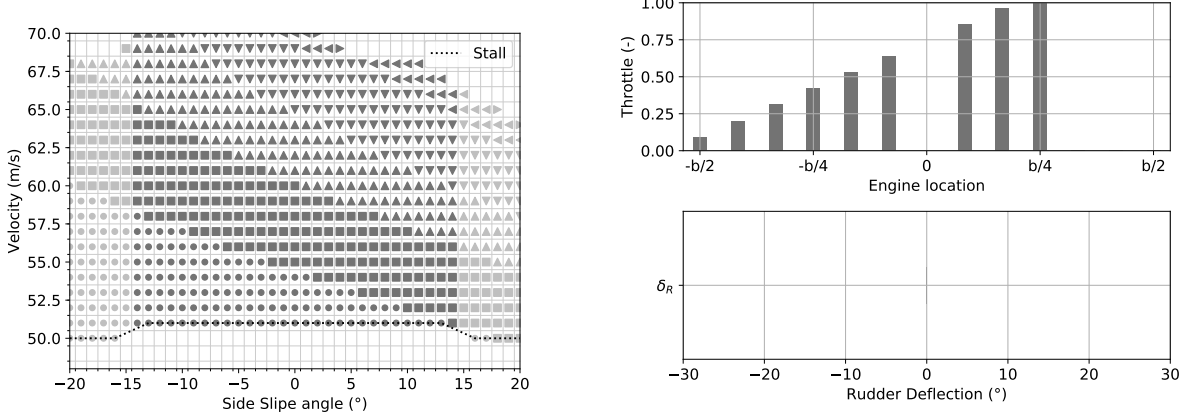 70.0
67.5
65.0
62.5
60.0
57.5
55.0
52.5
50.0
Velocity (m/s)
Stall
−20 −15 −10 −5 0 5 10 15 20
Side Slipe angle (°)
1.00
0.75
0.50
0.25
0.00
Throttle (-)
-b/2 -b/4 0 b/4 b/2
Engine location
δR
−30 −20 −10 0 10 20 30
Rudder Deflection (°)